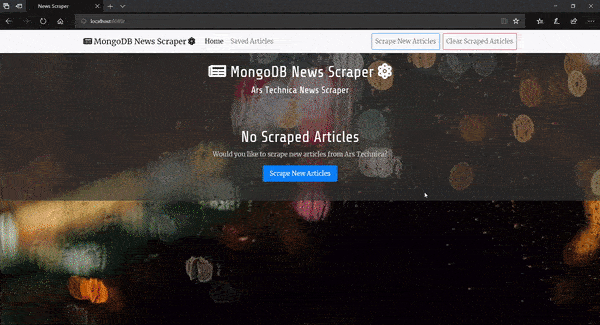 News Scraper
localhost:8080/
MongoDB News Scraper Home Saved Articles Scrape New Articles Clear Scraped Articles
MongoDB News Scraper
Ars Technica News Scraper
No Scraped Articles
Would you like to scrape new articles from Ars Technica?
Scrape New Articles